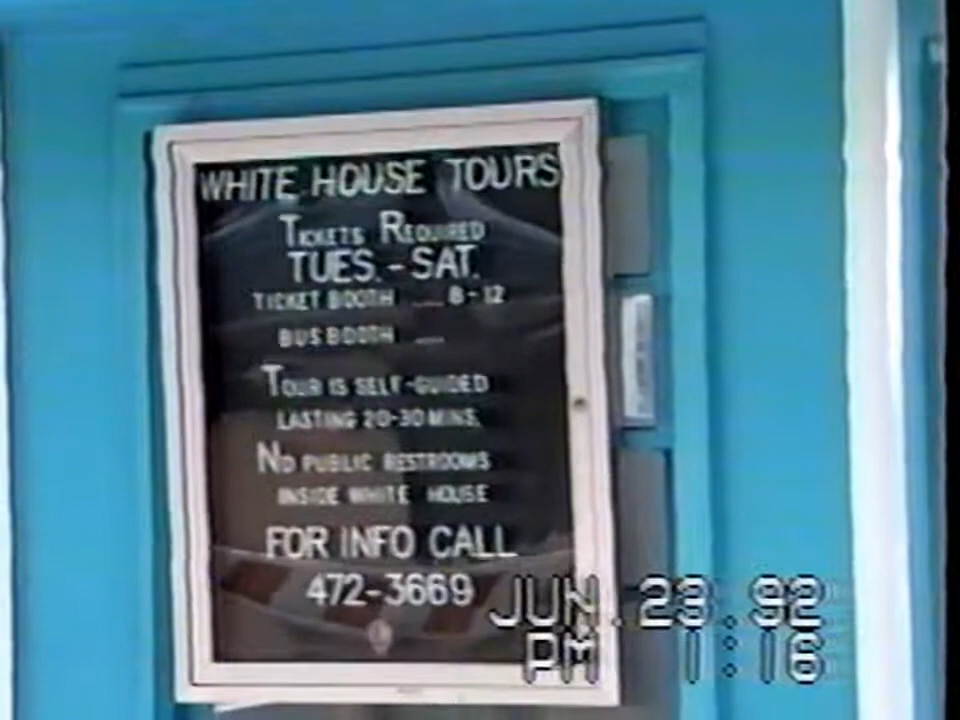 WHITE HOUSE TOURS
TICKETS REQUIRED
TUES.-SAT.
TICKET BOOTH .... 8-12
BUS BOOTH ....
TOUR IS SELF-GUIDED
LASTING 20-30 MINS.
NO PUBLIC RESTROOMS
INSIDE WHITE HOUSE
FOR INFO CALL
472-3669
JUN. 23. 92
PM 1:16